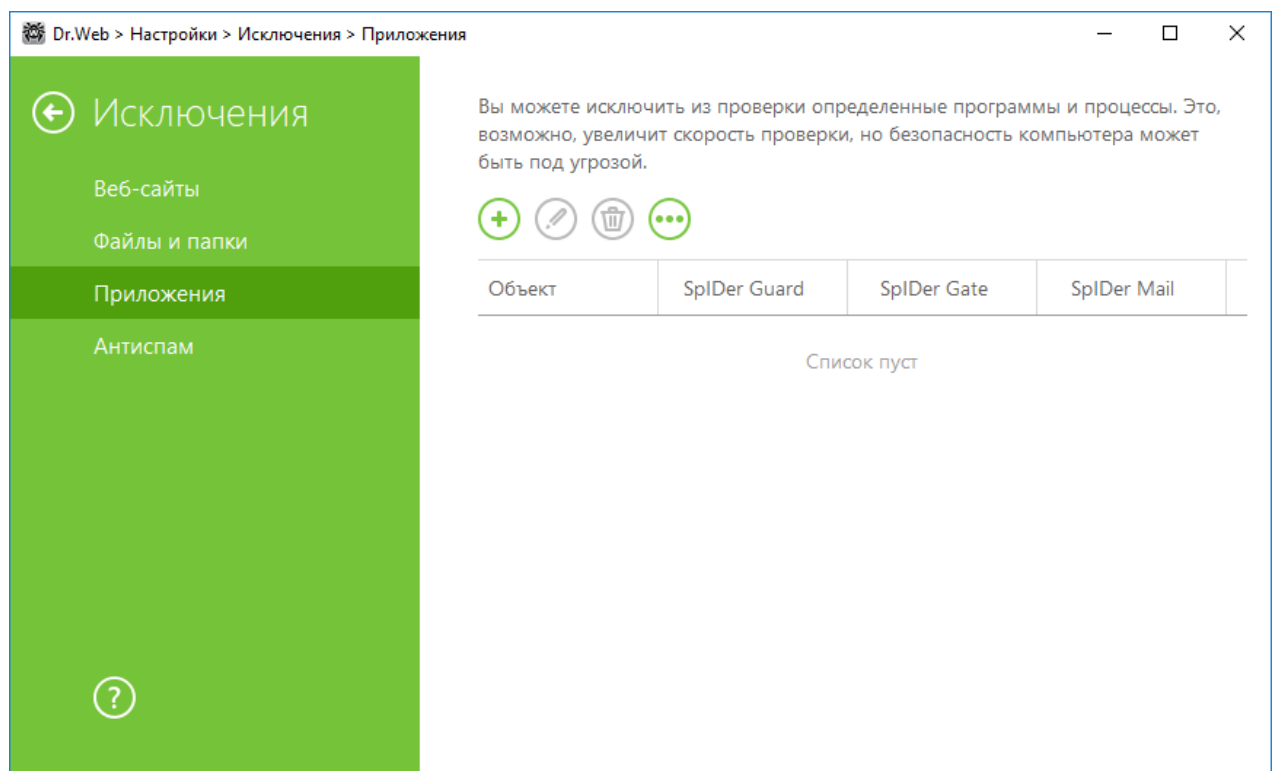 Dr.Web > Настройки > Исключения > Приложения
Исключения
Веб-сайты
Файлы и папки
Приложения
Антиспам
?
Вы можете исключить из проверки определенные программы и процессы. Это,
возможно, увеличит скорость проверки, но безопасность компьютера может
быть под угрозой.
Объект SpIDer Guard SpIDer Gate SpIDer Mail
Список пуст